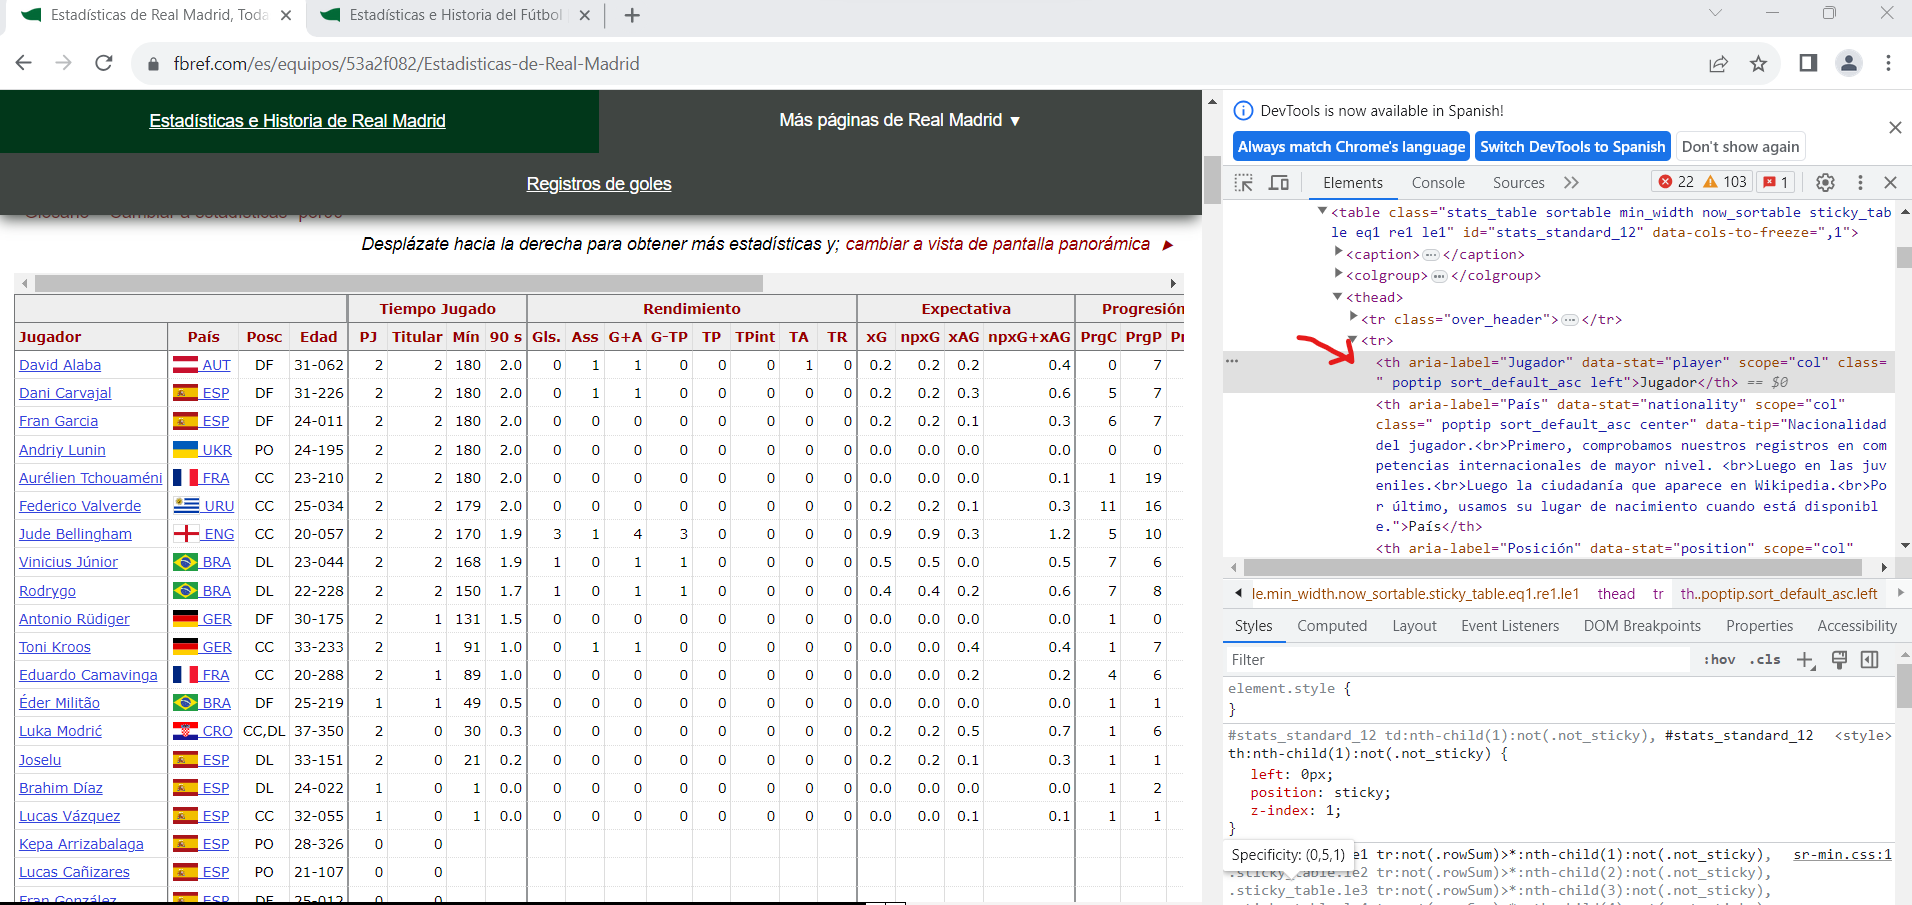 Estadísticas de Real Madrid, Toda
Estadísticas e Historia del Fútbol
fbref.com/es/equipos/53a2f082/Estadisticas-de-Real-Madrid
Estadísticas e Historia de Real Madrid
Más páginas de Real Madrid ▼
Registros de goles
Desplázate hacia la derecha para obtener más estadísticas y; cambiar a vista de pantalla panorámica ►
Tiempo Jugado Rendimiento Expectativa Progresión
Jugador País Posc Edad PJ Titular Mín 90 s Gls. Ass G+A G-TP TP TPint TA TR xG npxG xAG npxG+xAG PrgC PrgP
David Alaba AUT DF 31-062 2 2 180 2.0 0 1 1 0 0 0 1 0 0.2 0.2 0.2 0.4 0 7
Dani Carvajal ESP DF 31-226 2 2 180 2.0 0 1 1 0 0 0 0 0 0.2 0.2 0.3 0.6 5 7
Fran Garcia ESP DF 24-011 2 2 180 2.0 0 0 0 0 0 0 0 0 0.2 0.2 0.1 0.3 6 7
Andriy Lunin UKR PO 24-195 2 2 180 2.0 0 0 0 0 0 0 0 0 0.0 0.0 0.0 0.0 0 0
Aurélien Tchouaméni FRA CC 23-210 2 2 180 2.0 0 0 0 0 0 0 0 0 0.0 0.0 0.0 0.1 1 19
Federico Valverde URU CC 25-034 2 2 179 2.0 0 0 0 0 0 0 0 0 0.2 0.2 0.1 0.3 11 16
Jude Bellingham ENG CC 20-057 2 2 170 1.9 3 1 4 3 0 0 0 0 0.9 0.9 0.3 1.2 5 10
Vinicius Júnior BRA DL 23-044 2 2 168 1.9 1 0 1 1 0 0 0 0 0.5 0.5 0.0 0.5 7 6
Rodrygo BRA DL 22-228 2 2 150 1.7 1 0 1 1 0 0 0 0 0.4 0.4 0.2 0.6 7 8
Antonio Rüdiger GER DF 30-175 2 1 131 1.5 0 0 0 0 0 0 0 0 0.0 0.0 0.0 0.0 1 0
Toni Kroos GER CC 33-233 2 1 91 1.0 0 1 1 0 0 0 0 0 0.0 0.0 0.4 0.4 1 7
Eduardo Camavinga FRA CC 20-288 2 1 89 1.0 0 0 0 0 0 0 0 0 0.0 0.0 0.2 0.2 4 6
Éder Militão BRA DF 25-219 1 1 49 0.5 0 0 0 0 0 0 0 0 0.0 0.0 0.0 0.0 1 1
Luka Modrić CRO CC,DL 37-350 2 0 30 0.3 0 0 0 0 0 0 0 0 0.2 0.2 0.5 0.7 1 6
Joselu ESP DL 33-151 2 0 21 0.2 0 0 0 0 0 0 0 0 0.2 0.2 0.1 0.3 1 1
Brahim Díaz ESP DL 24-022 1 0 1 0.0 0 0 0 0 0 0 0 0 0.0 0.0 0.0 0.0 1 2
Lucas Vázquez ESP CC 32-055 1 0 1 0.0 0 0 0 0 0 0 0 0 0.0 0.0 0.1 0.1 1 1
Kepa Arrizabalaga ESP PO 28-326 0 0
Lucas Cañizares ESP PO 21-107 0 0
Fran González ESP
DevTools is now available in Spanish!
Always match Chrome's language Switch DevTools to Spanish Don't show again
Elements Console Sources 22 103 1
<table class="stats_table sortable min_width now_sortable sticky_tab
le eq1 re1 le1" id="stats_standard_12" data-cols-to-freeze=",1">
<caption>…</caption>
<colgroup>…</colgroup>
<thead>
<tr class="over_header">…</tr>
<tr>
<th aria-label="Jugador" data-stat="player" scope="col" class=
" poptip sort_default_asc left">Jugador</th> == $0
<th aria-label="País" data-stat="nationality" scope="col"
class=" poptip sort_default_asc center" data-tip="Nacionalidad
del jugador.<br>Primero, comprobamos nuestros registros en com
petencias internacionales de mayor nivel. <br>Luego en las juv
eniles.<br>Luego la ciudadanía que aparece en Wikipedia.<br>Po
r último, usamos su lugar de nacimiento cuando está disponibl
e.">País</th>
<th aria-label="Posición" data-stat="position" scope="col"
le.min_width.now_sortable.sticky_table.eq1.re1.le1 thead tr th..poptip.sort_default_asc.left
Styles Computed Layout Event Listeners DOM Breakpoints Properties Accessibility
Filter :hov .cls
element.style {
}
#stats_standard_12 td:nth-child(1):not(.not_sticky), #stats_standard_12 <style>
th:nth-child(1):not(.not_sticky) {
left: 0px;
position: sticky;
z-index: 1;
}
Specificity: (0,5,1) le1 tr:not(.rowSum)>*:nth-child(1):not(.not_sticky), sr-min.css:1
.sticky_table.le2 tr:not(.rowSum)>*:nth-child(2):not(.not_sticky),
.sticky_table.le3 tr:not(.rowSum)>*:nth-child(3):not(.not_sticky),